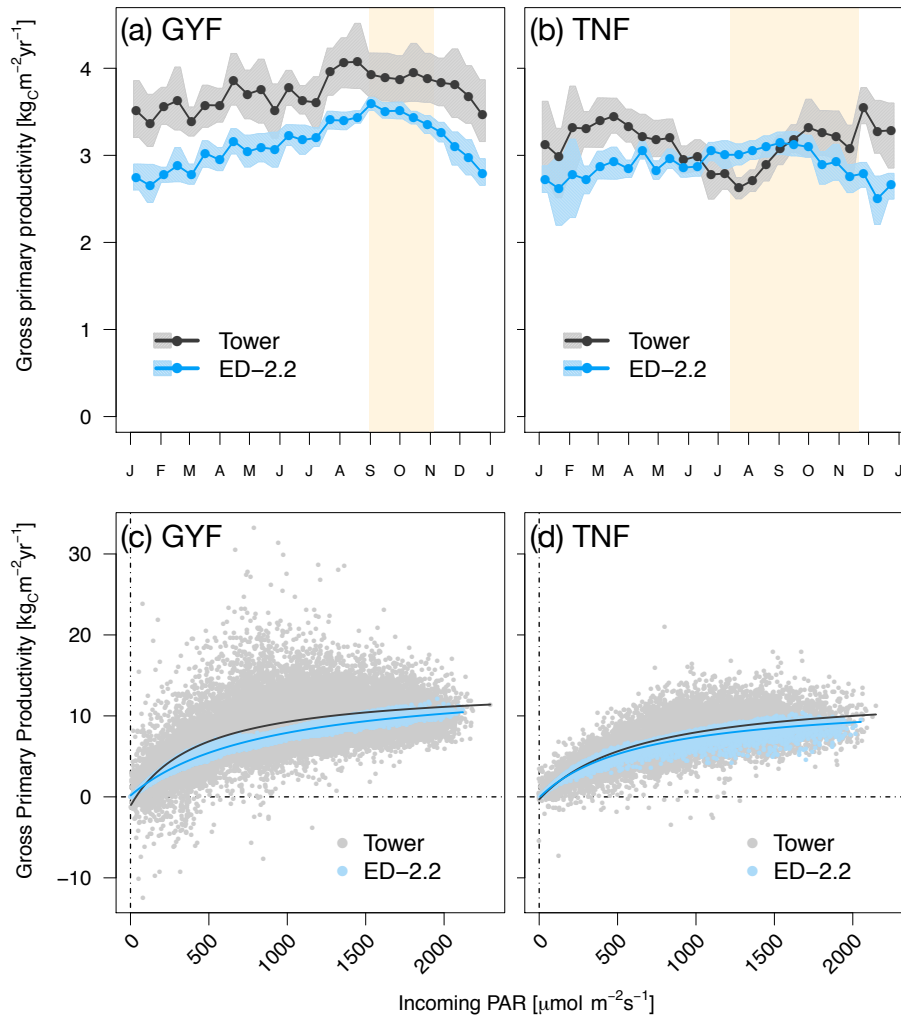 (a) GYF
(b) TNF
Gross primary productivity [kgCm−2yr−1]
4
3
2
1
0
Tower
ED−2.2
Tower
ED−2.2
J F M A M J J A S O N D J
J F M A M J J A S O N D J
(c) GYF
(d) TNF
Gross Primary Productivity [kgCm−2yr−1]
30
20
10
0
−10
Tower
ED−2.2
Tower
ED−2.2
0 500 1000 1500 2000
0 500 1000 1500 2000
Incoming PAR [μmol m−2s−1]